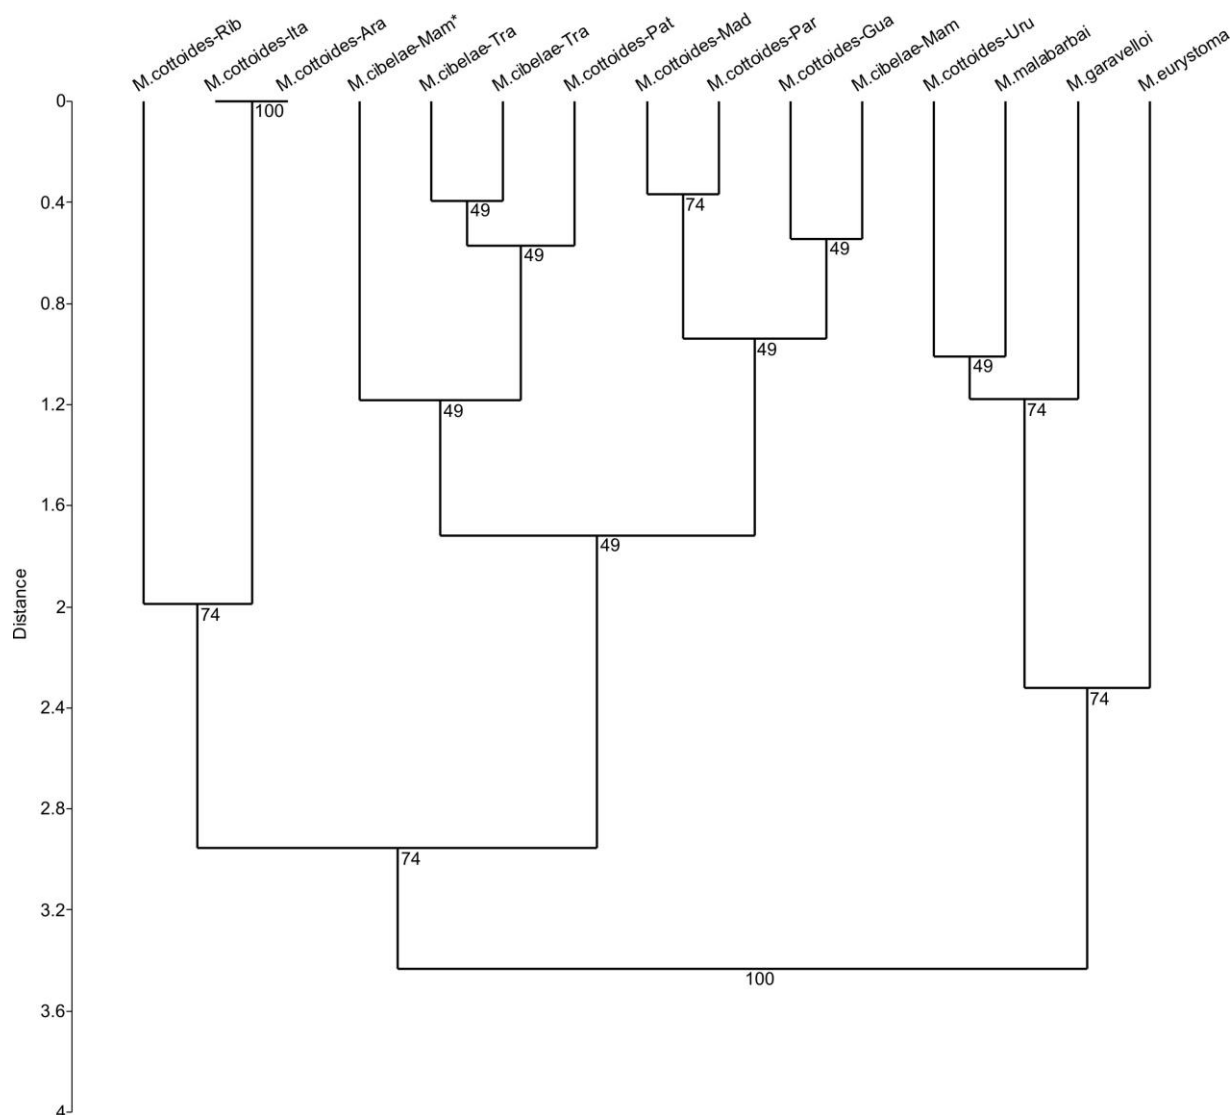 M.cottoides-Rib
M.cottoides-Ita
M.cottoides-Ara
M.cibelae-Mam*
M.cibelae-Tra
M.cibelae-Tra
M.cottoides-Pat
M.cottoides-Mad
M.cottoides-Par
M.cottoides-Gua
M.cibelae-Mam
M.cottoides-Uru
M.malabarbai
M.garavelloi
M.eurystoma
0
100
0.4
49
74
49
49
0.8
49
49
1.2
49
74
1.6
49
2
74
Distance
2.4
74
2.8
74
3.2
100
3.6
4